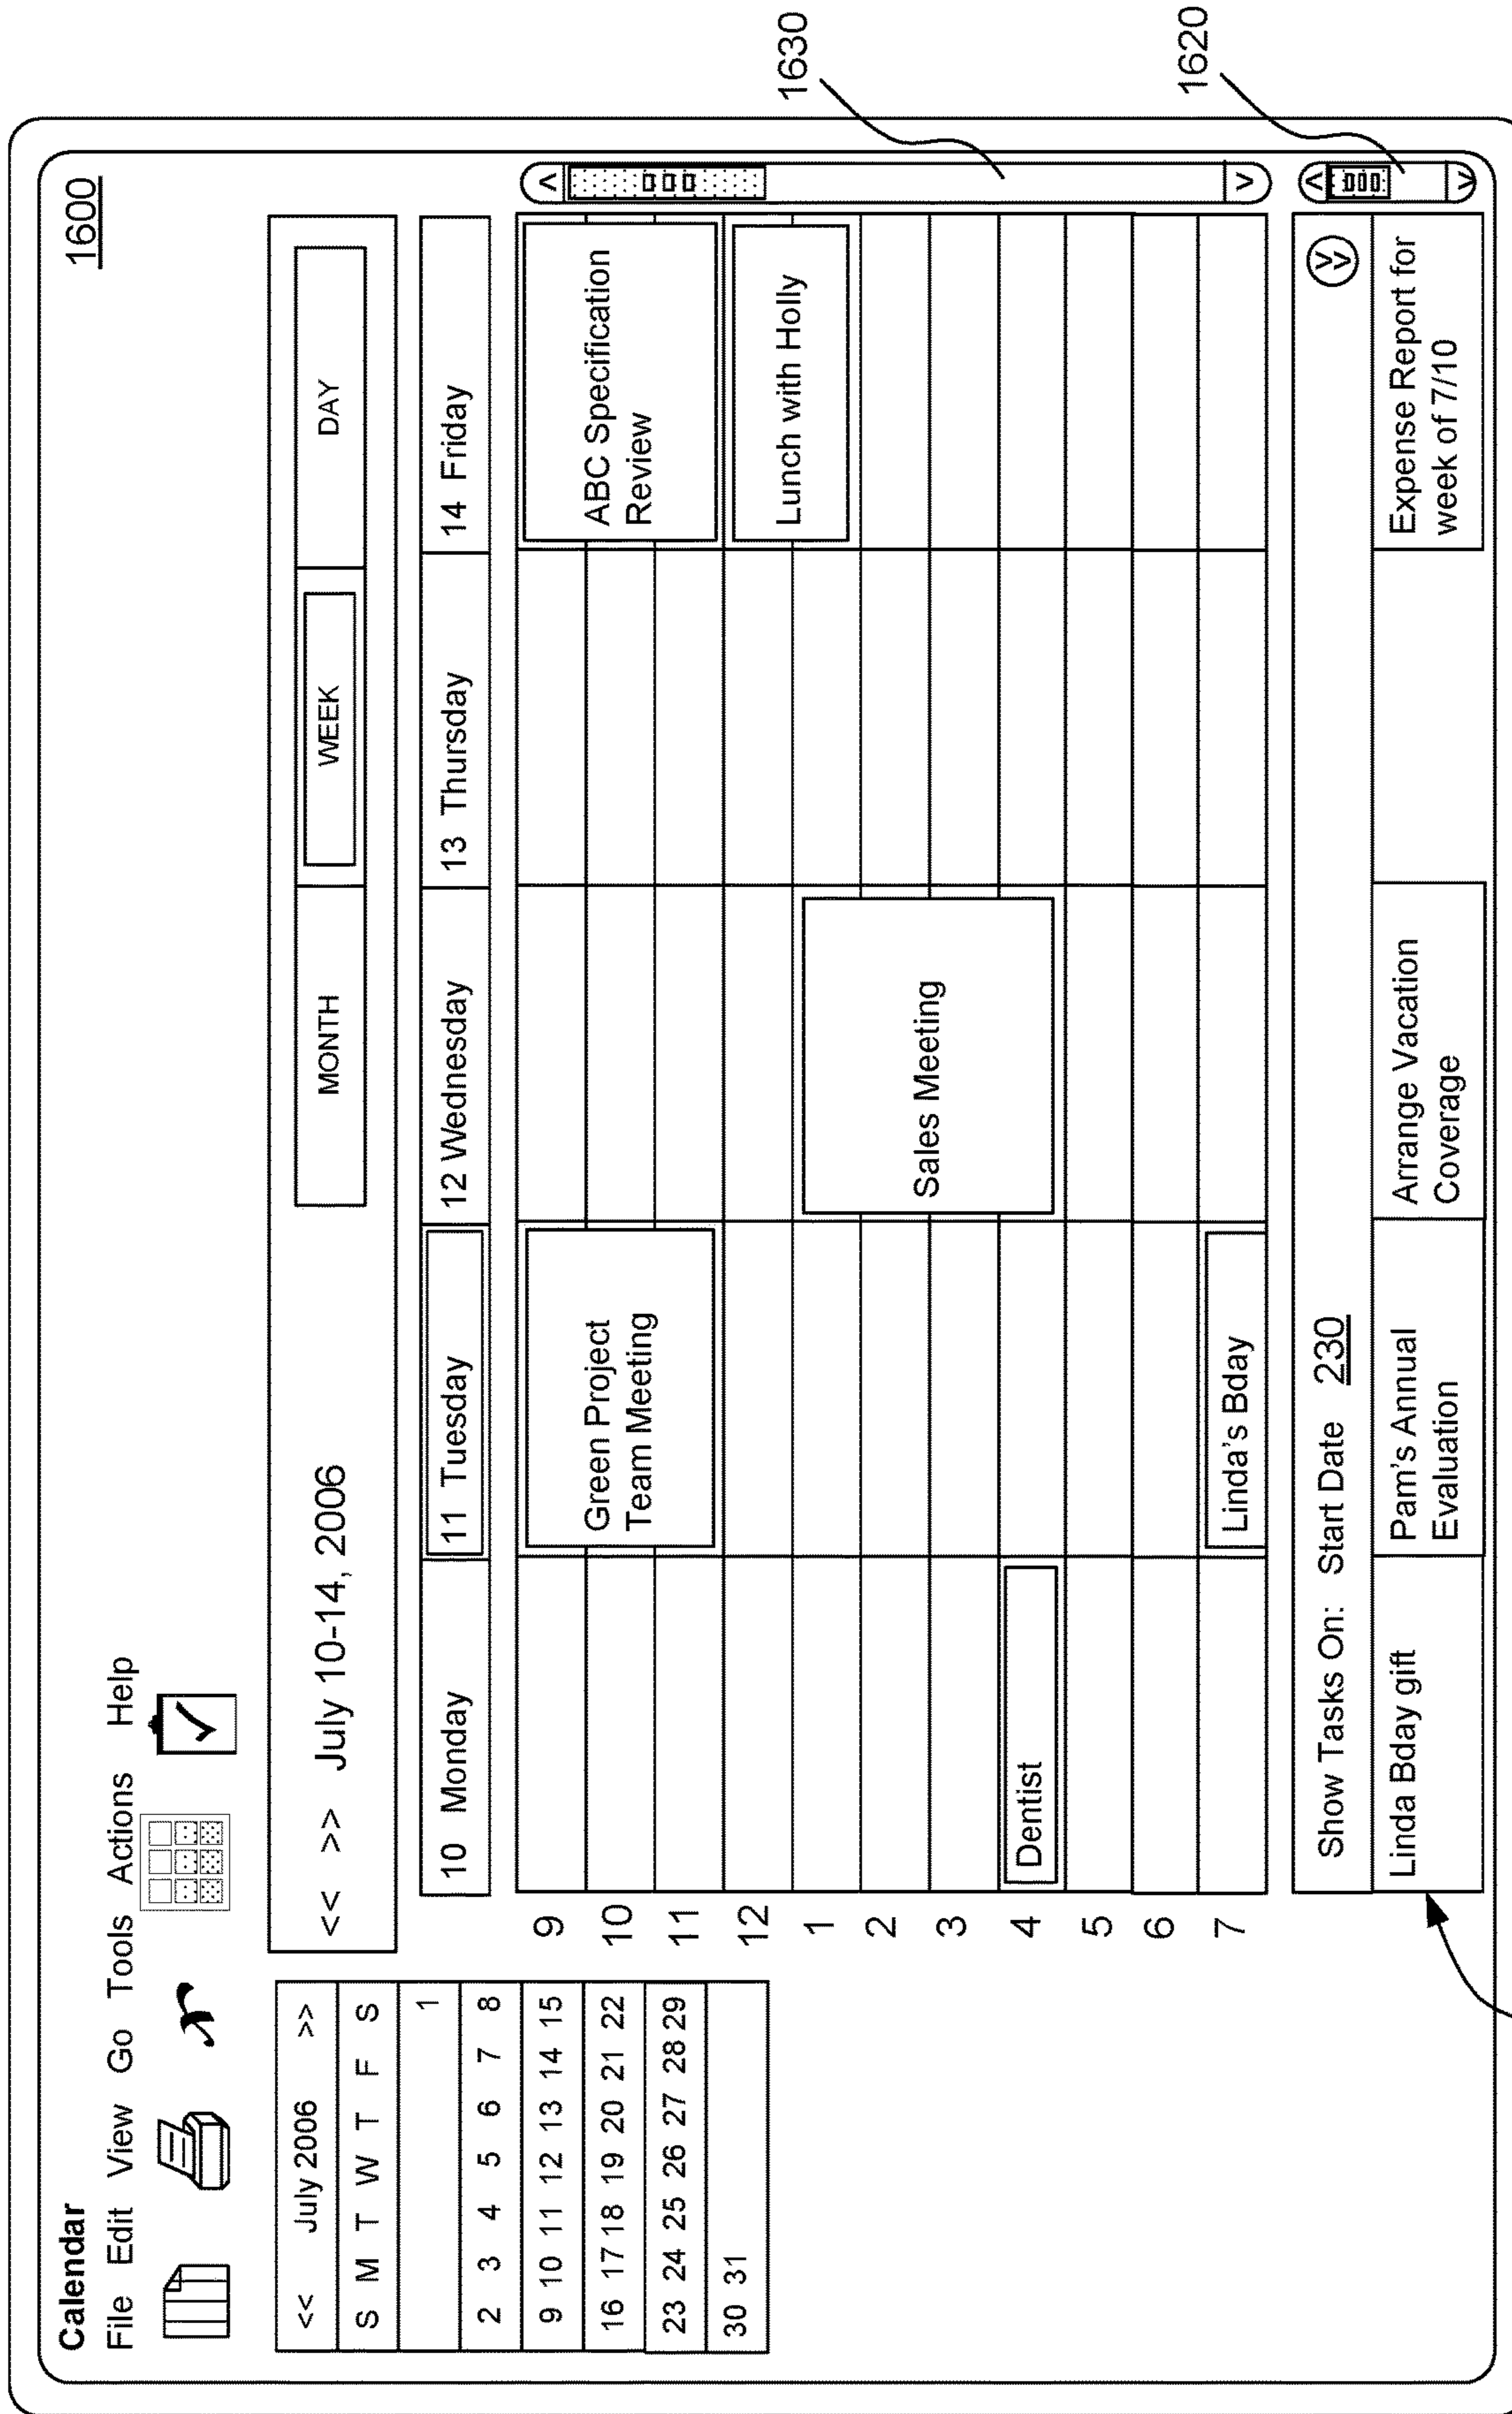 1600
Calendar
File Edit View Go Tools Actions Help
<< July 2006 >>
S M T W T F S
1
2 3 4 5 6 7 8
9 10 11 12 13 14 15
16 17 18 19 20 21 22
23 24 25 26 27 28 29
30 31
<< >> July 10-14, 2006
MONTH WEEK DAY
10 Monday 11 Tuesday 12 Wednesday 13 Thursday 14 Friday
9
10
11
12
1
2
3
4
5
6
7
Dentist
Green Project
Team Meeting
Linda's Bday
Sales Meeting
ABC Specification
Review
Lunch with Holly
1630
Show Tasks On: Start Date 230
Linda Bday gift
Pam's Annual
Evaluation
Arrange Vacation
Coverage
Expense Report for
week of 7/10
1620